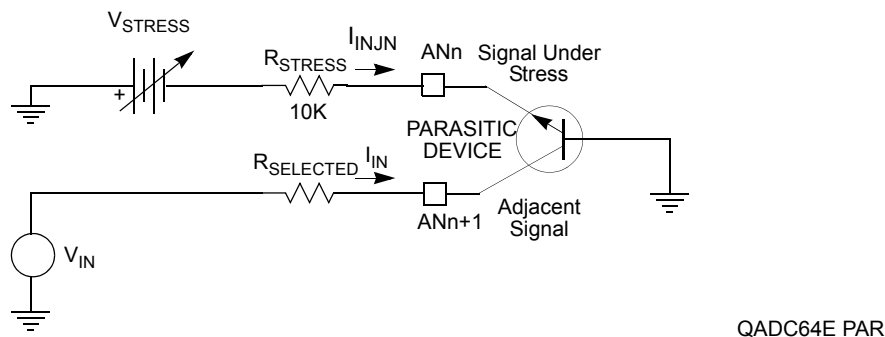 VSTRESS
RSTRESS
IINJN
ANn
Signal Under
Stress
+
10K
PARASITIC
DEVICE
RSELECTED
IIN
ANn+1
Adjacent
Signal
VIN
QADC64E PAR